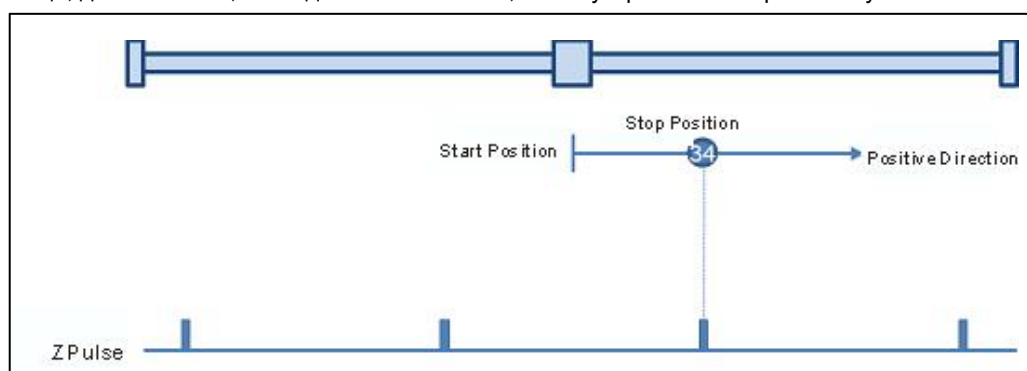 Stop Position
Start Position
34
Positive Direction
Z Pulse